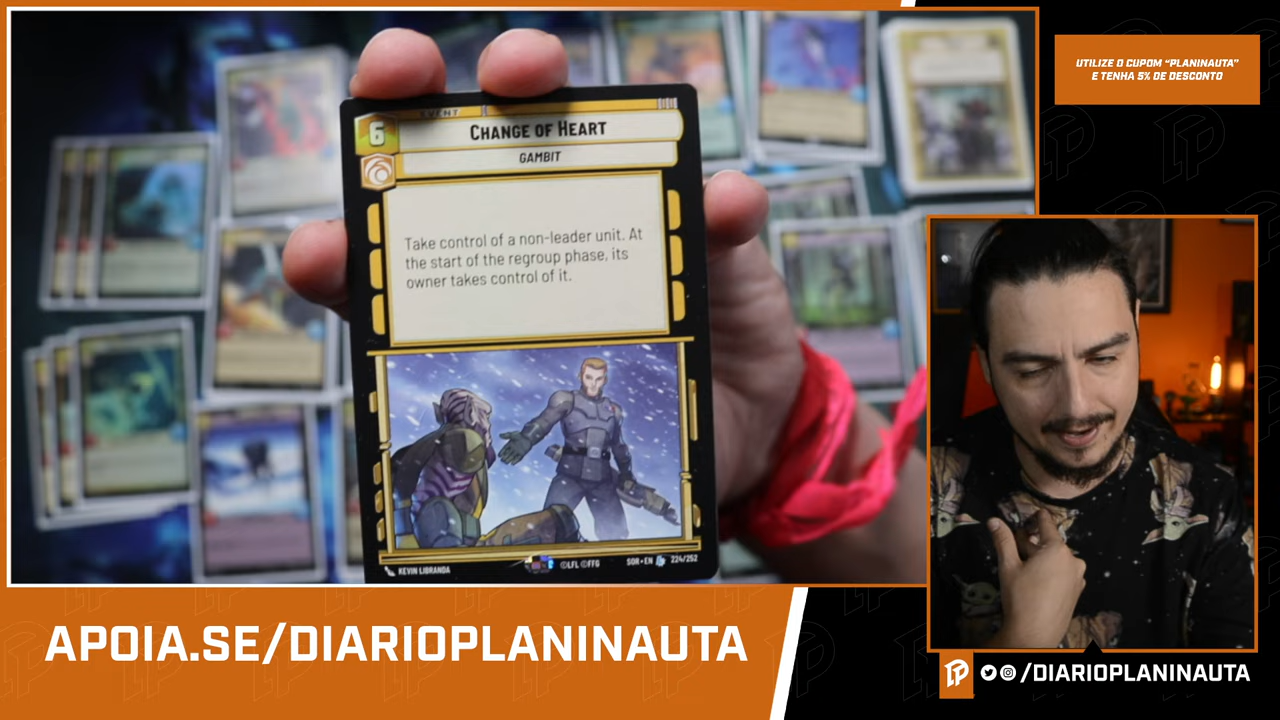 UTILIZE O CUPOM “PLANINAUTA”
E TENHA 5% DE DESCONTO
EVENT
6
CHANGE OF HEART
GAMBIT
Take control of a non-leader unit. At
the start of the regroup phase, its
owner takes control of it.
KEVIN LIBRANDA
©LFL ©FFG
SOR • EN
224/252
APOIA.SE/DIARIOPLANINAUTA
/DIARIOPLANINAUTA